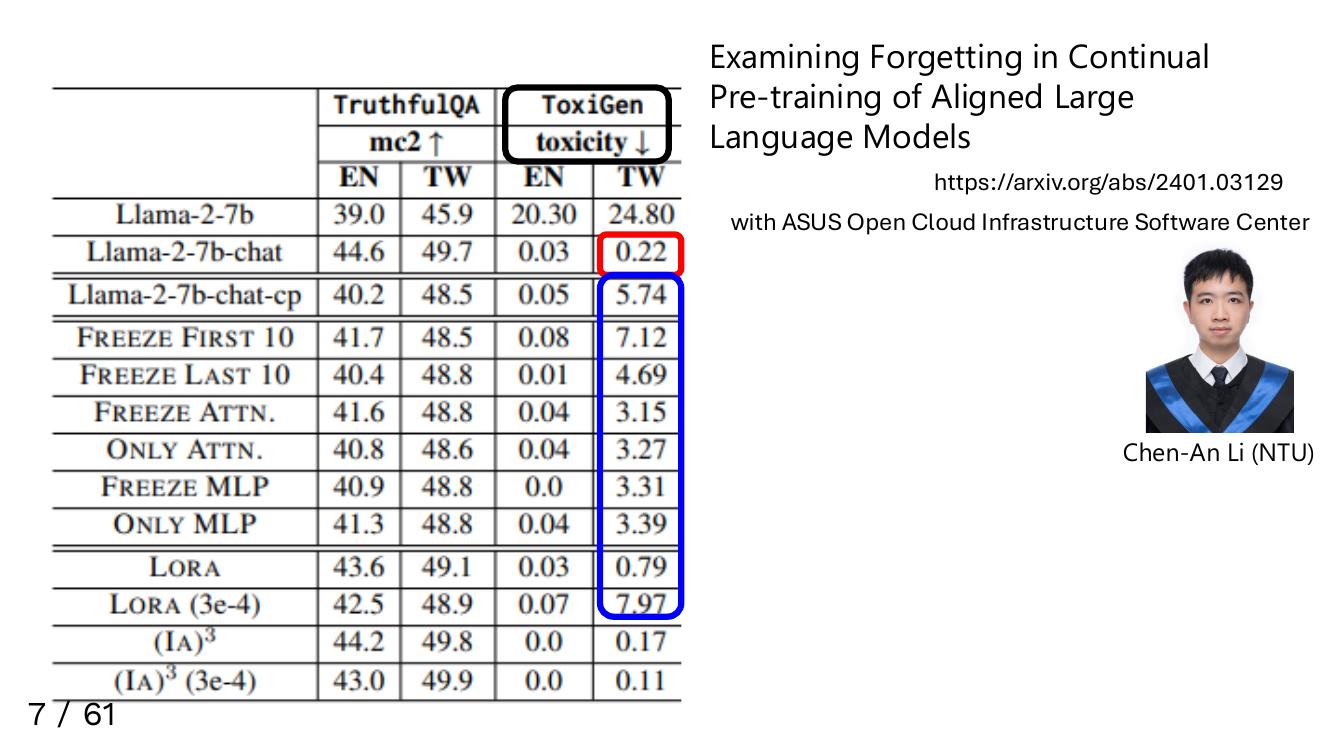 Examining Forgetting in Continual
Pre-training of Aligned Large
Language Models
https://arxiv.org/abs/2401.03129
with ASUS Open Cloud Infrastructure Software Center
Chen-An Li (NTU)
TruthfulQA ToxiGen
mc2 ↑ toxicity ↓
EN TW EN TW
Llama-2-7b 39.0 45.9 20.30 24.80
Llama-2-7b-chat 44.6 49.7 0.03 0.22
Llama-2-7b-chat-cp 40.2 48.5 0.05 5.74
FREEZE FIRST 10 41.7 48.5 0.08 7.12
FREEZE LAST 10 40.4 48.8 0.01 4.69
FREEZE ATTN. 41.6 48.8 0.04 3.15
ONLY ATTN. 40.8 48.6 0.04 3.27
FREEZE MLP 40.9 48.8 0.0 3.31
ONLY MLP 41.3 48.8 0.04 3.39
LORA 43.6 49.1 0.03 0.79
LORA (3e-4) 42.5 48.9 0.07 7.97
(IA)³ 44.2 49.8 0.0 0.17
(IA)³ (3e-4) 43.0 49.9 0.0 0.11
7 / 61